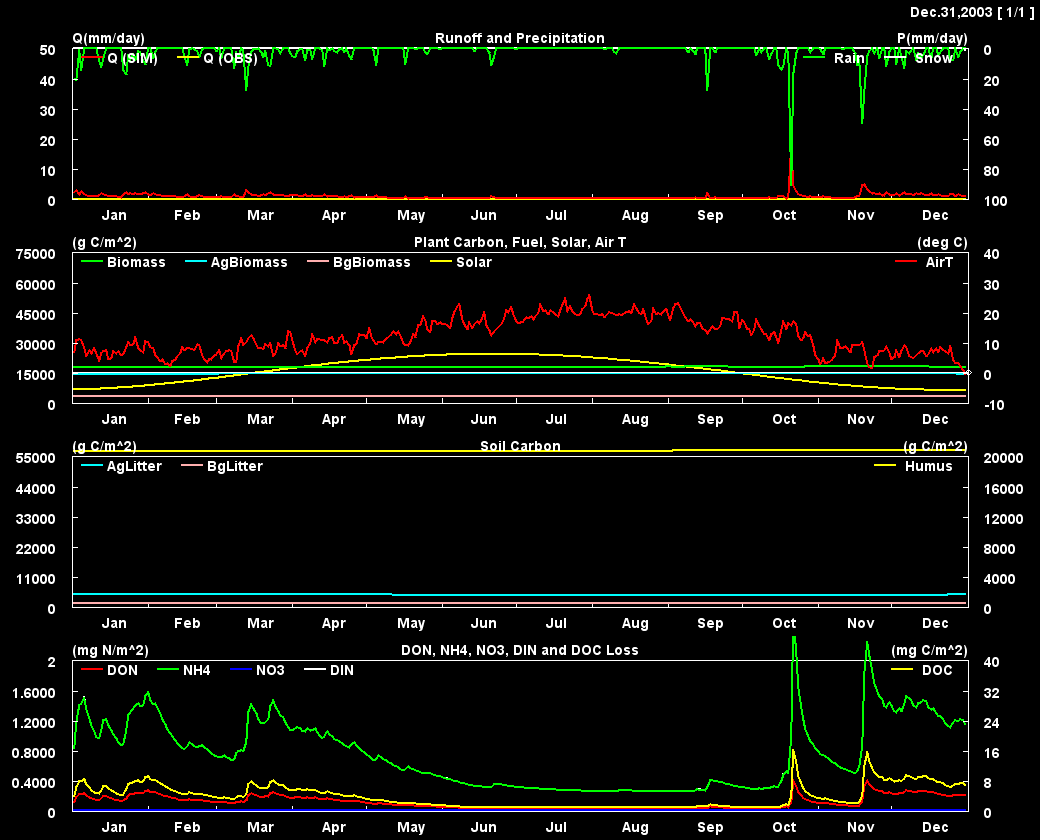 Dec.31,2003 [ 1/1 ]
Q(mm/day) Runoff and Precipitation P(mm/day)
50 Q (SIM) Q (OBS) Rain Snow 0
40 20
30 40
20 60
10 80
0 100
Jan Feb Mar Apr May Jun Jul Aug Sep Oct Nov Dec
(g C/m^2) Plant Carbon, Fuel, Solar, Air T (deg C)
75000 Biomass AgBiomass BgBiomass Solar AirT 40
60000 30
45000 20
30000 10
15000 0
0 -10
Jan Feb Mar Apr May Jun Jul Aug Sep Oct Nov Dec
(g C/m^2) Soil Carbon (g C/m^2)
55000 AgLitter BgLitter Humus 20000
44000 16000
33000 12000
22000 8000
11000 4000
0 0
Jan Feb Mar Apr May Jun Jul Aug Sep Oct Nov Dec
(mg N/m^2) DON, NH4, NO3, DIN and DOC Loss (mg C/m^2)
2 DON NH4 NO3 DIN DOC 40
1.6000 32
1.2000 24
0.8000 16
0.4000 8
0 0
Jan Feb Mar Apr May Jun Jul Aug Sep Oct Nov Dec